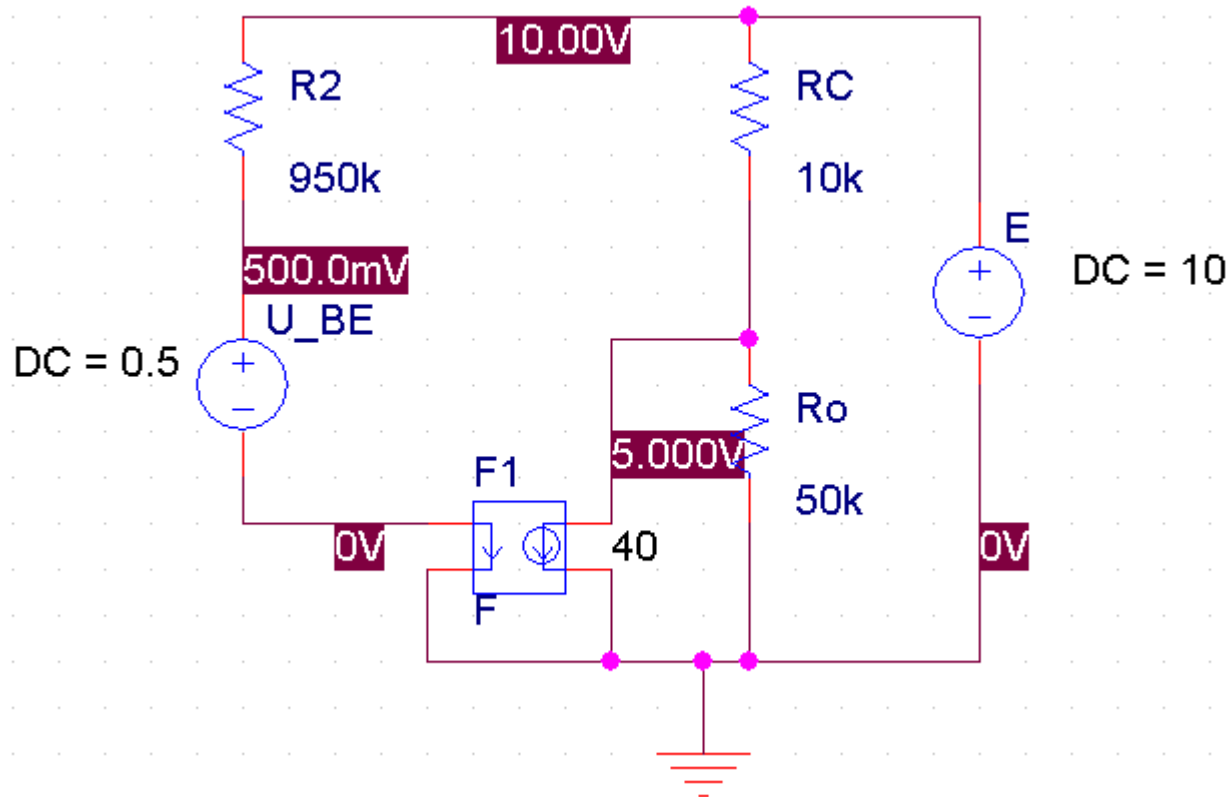 10.00V
R2
RC
950k
10k
E
500.0mV
DC = 10
U_BE
DC = 0.5
Ro
5.000V
F1
50k
0V
40
0V
F